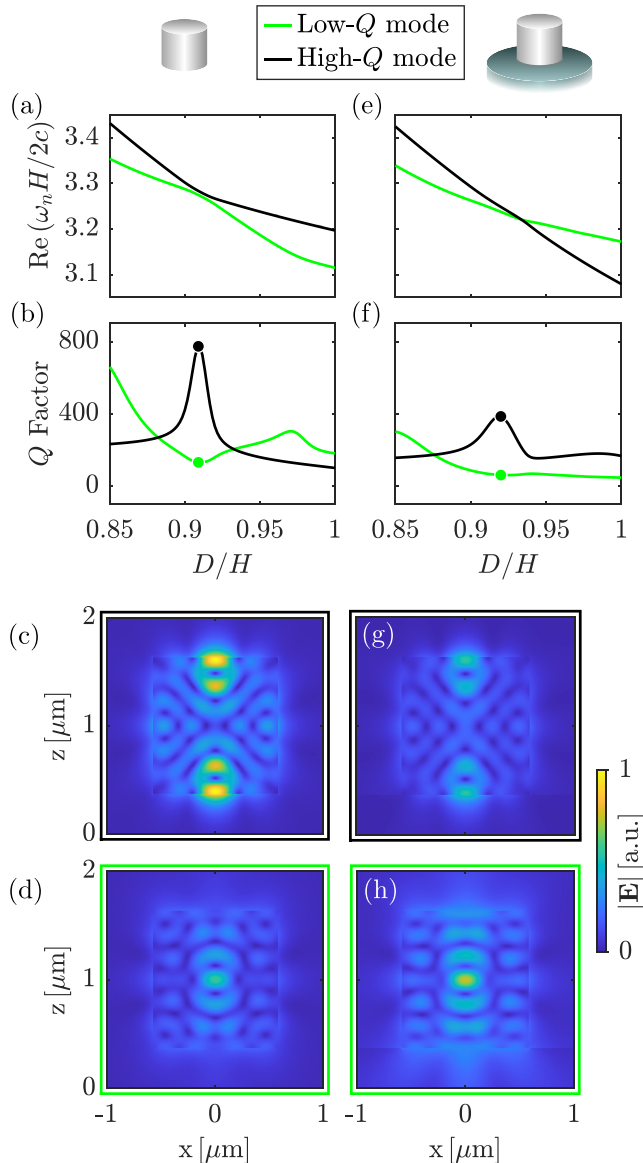 Low-Q mode
High-Q mode
(a)
(e)
Re (ωₙH/2c)
3.4
3.3
3.2
3.1
(b)
(f)
Q Factor
800
400
0
0.85 0.9 0.95 1
0.85 0.9 0.95 1
D/H
D/H
(c)
(g)
2
z [μm]
1
0
(d)
(h)
2
z [μm]
1
0
-1 0 1
-1 0 1
x [μm]
x [μm]
1
|E| [a.u.]
0